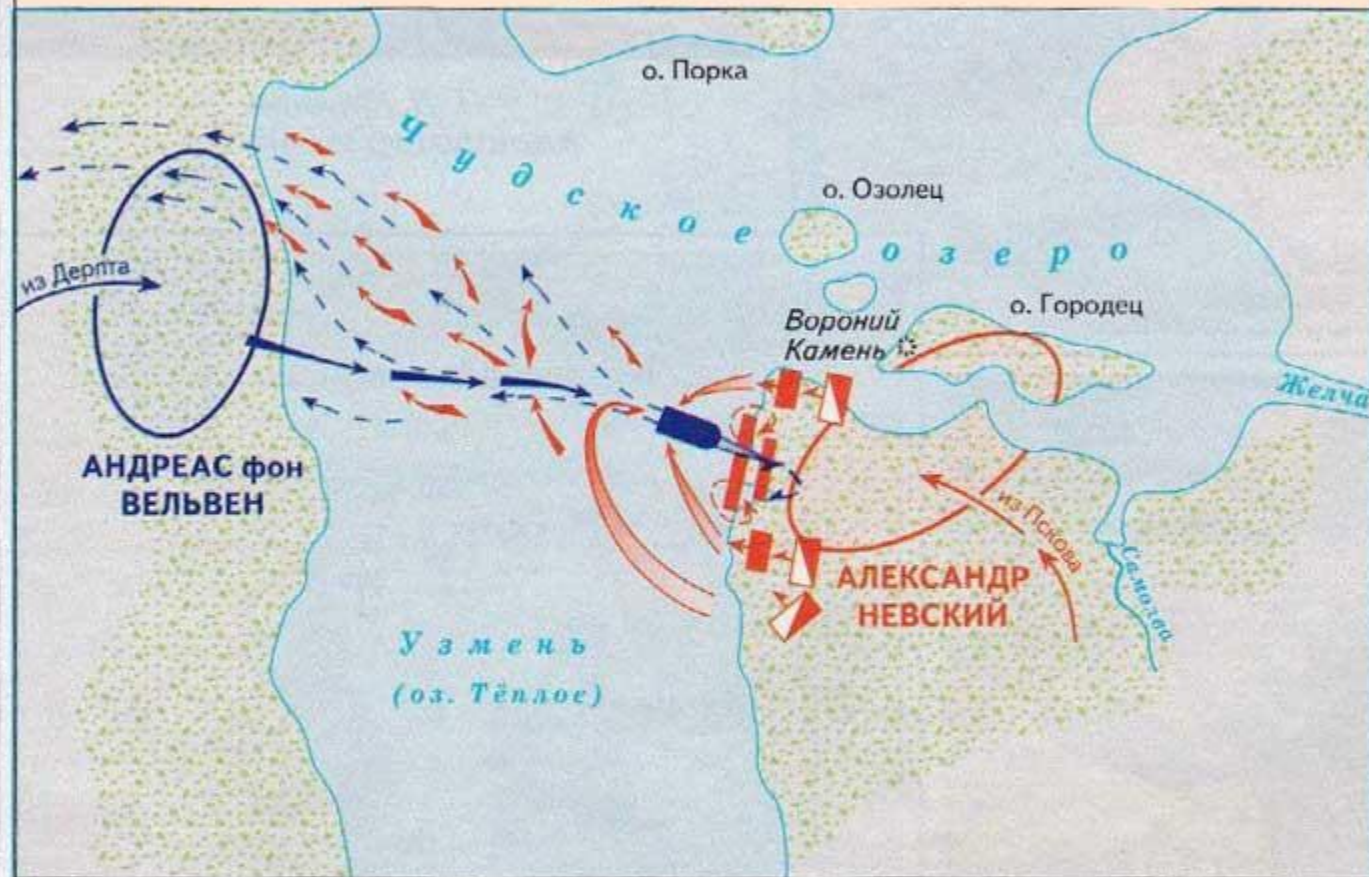 о. Порка
Чудское озеро
о. Озолец
из Дерпта
о. Городец
Вороний
Камень
Желча
АНДРЕАС фон
ВЕЛЬВЕН
из Пскова
АЛЕКСАНДР
НЕВСКИЙ
Самолва
Узмень
(оз. Тёплое)